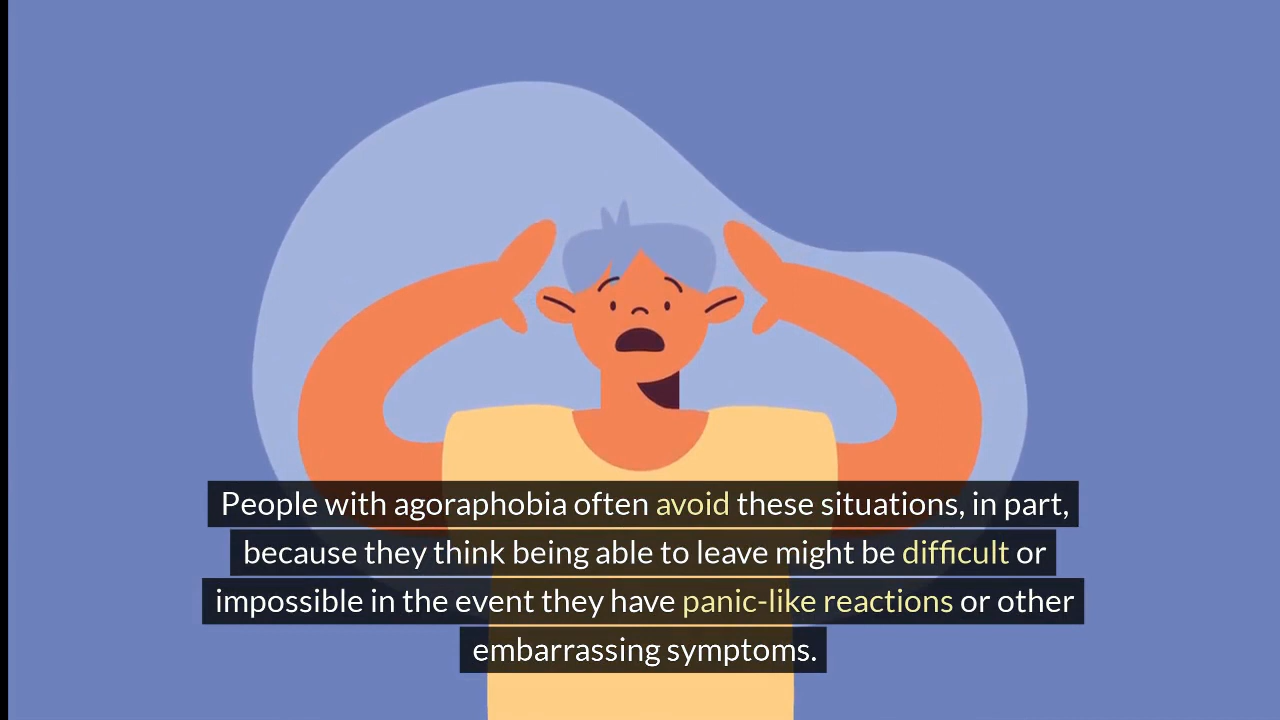 People with agoraphobia often avoid these situations, in part,
because they think being able to leave might be difficult or
impossible in the event they have panic-like reactions or other
embarrassing symptoms.